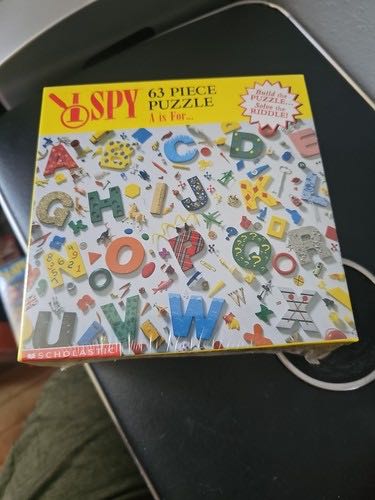 I SPY
63 PIECE
PUZZLE
A is For...
Build the
PUZZLE...
Solve the
RIDDLE!
A B C D E
G H I J K L
N O P Q R
U V W X
SCHOLASTIC